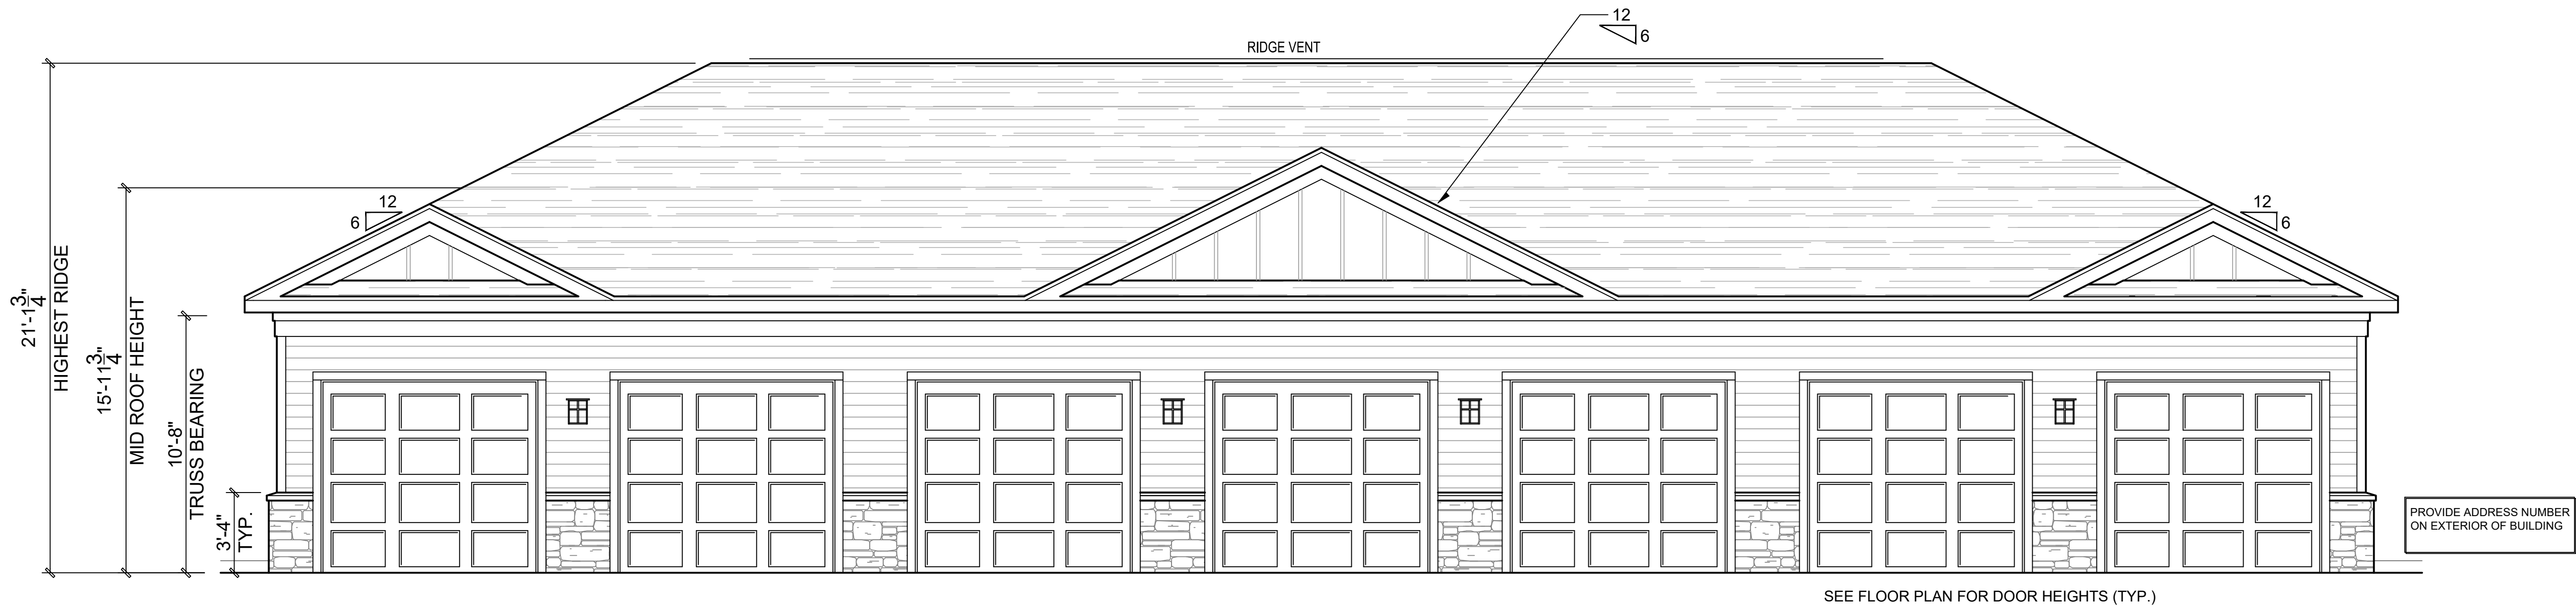 12
6
RIDGE VENT
12
6
12
6
21'-1 3/4"
HIGHEST RIDGE
15'-11 3/4"
MID ROOF HEIGHT
10'-8"
TRUSS BEARING
3'-4"
TYP.
PROVIDE ADDRESS NUMBER
ON EXTERIOR OF BUILDING
SEE FLOOR PLAN FOR DOOR HEIGHTS (TYP.)